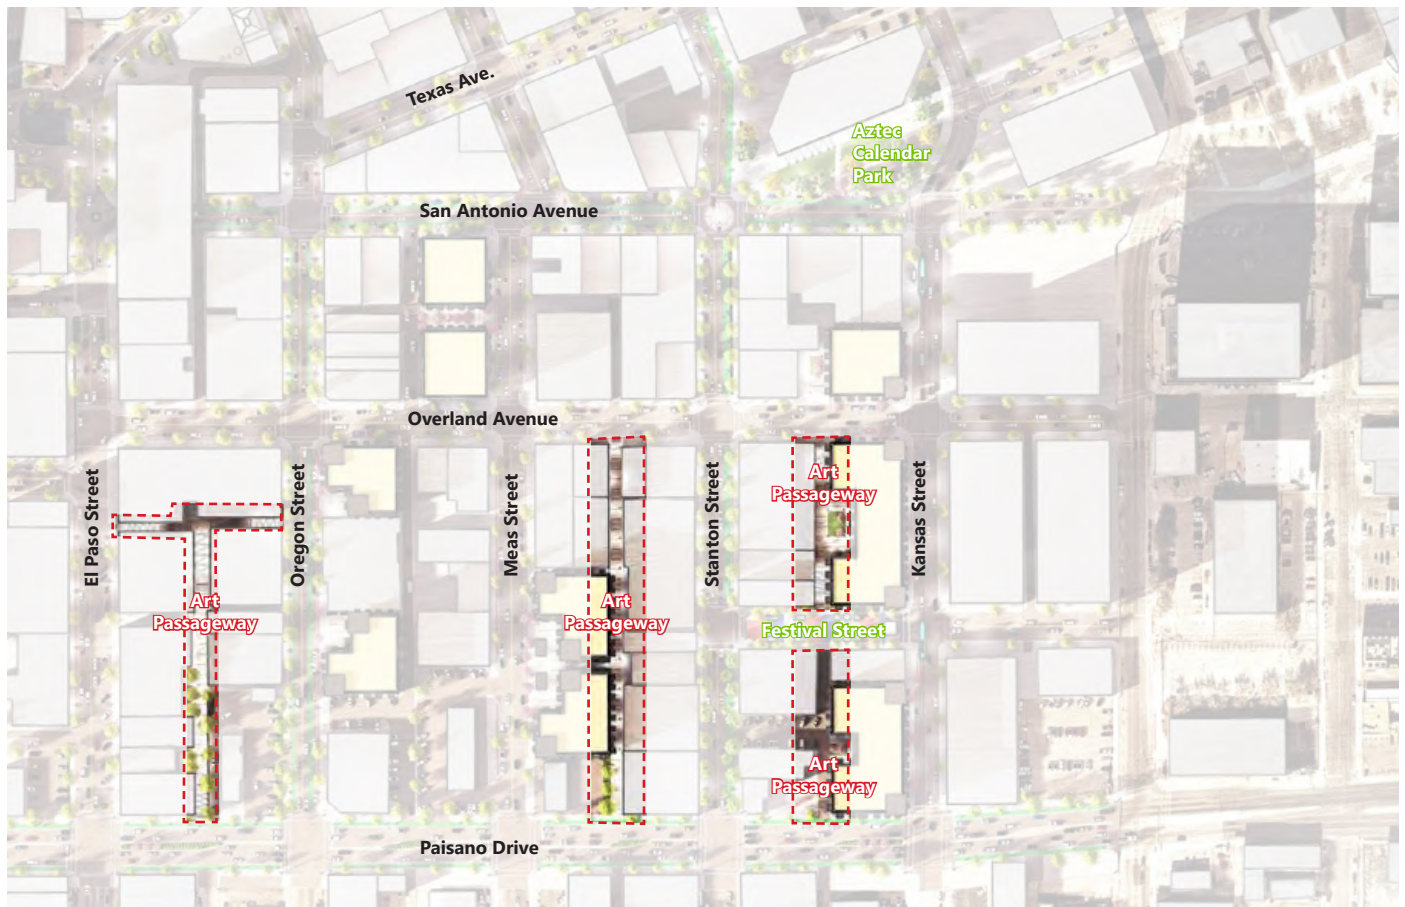 Texas Ave.
Aztec
Calendar
Park
San Antonio Avenue
Overland Avenue
El Paso Street
Oregon Street
Meas Street
Stanton Street
Kansas Street
Art
Passageway
Art
Passageway
Art
Passageway
Festival Street
Art
Passageway
Paisano Drive